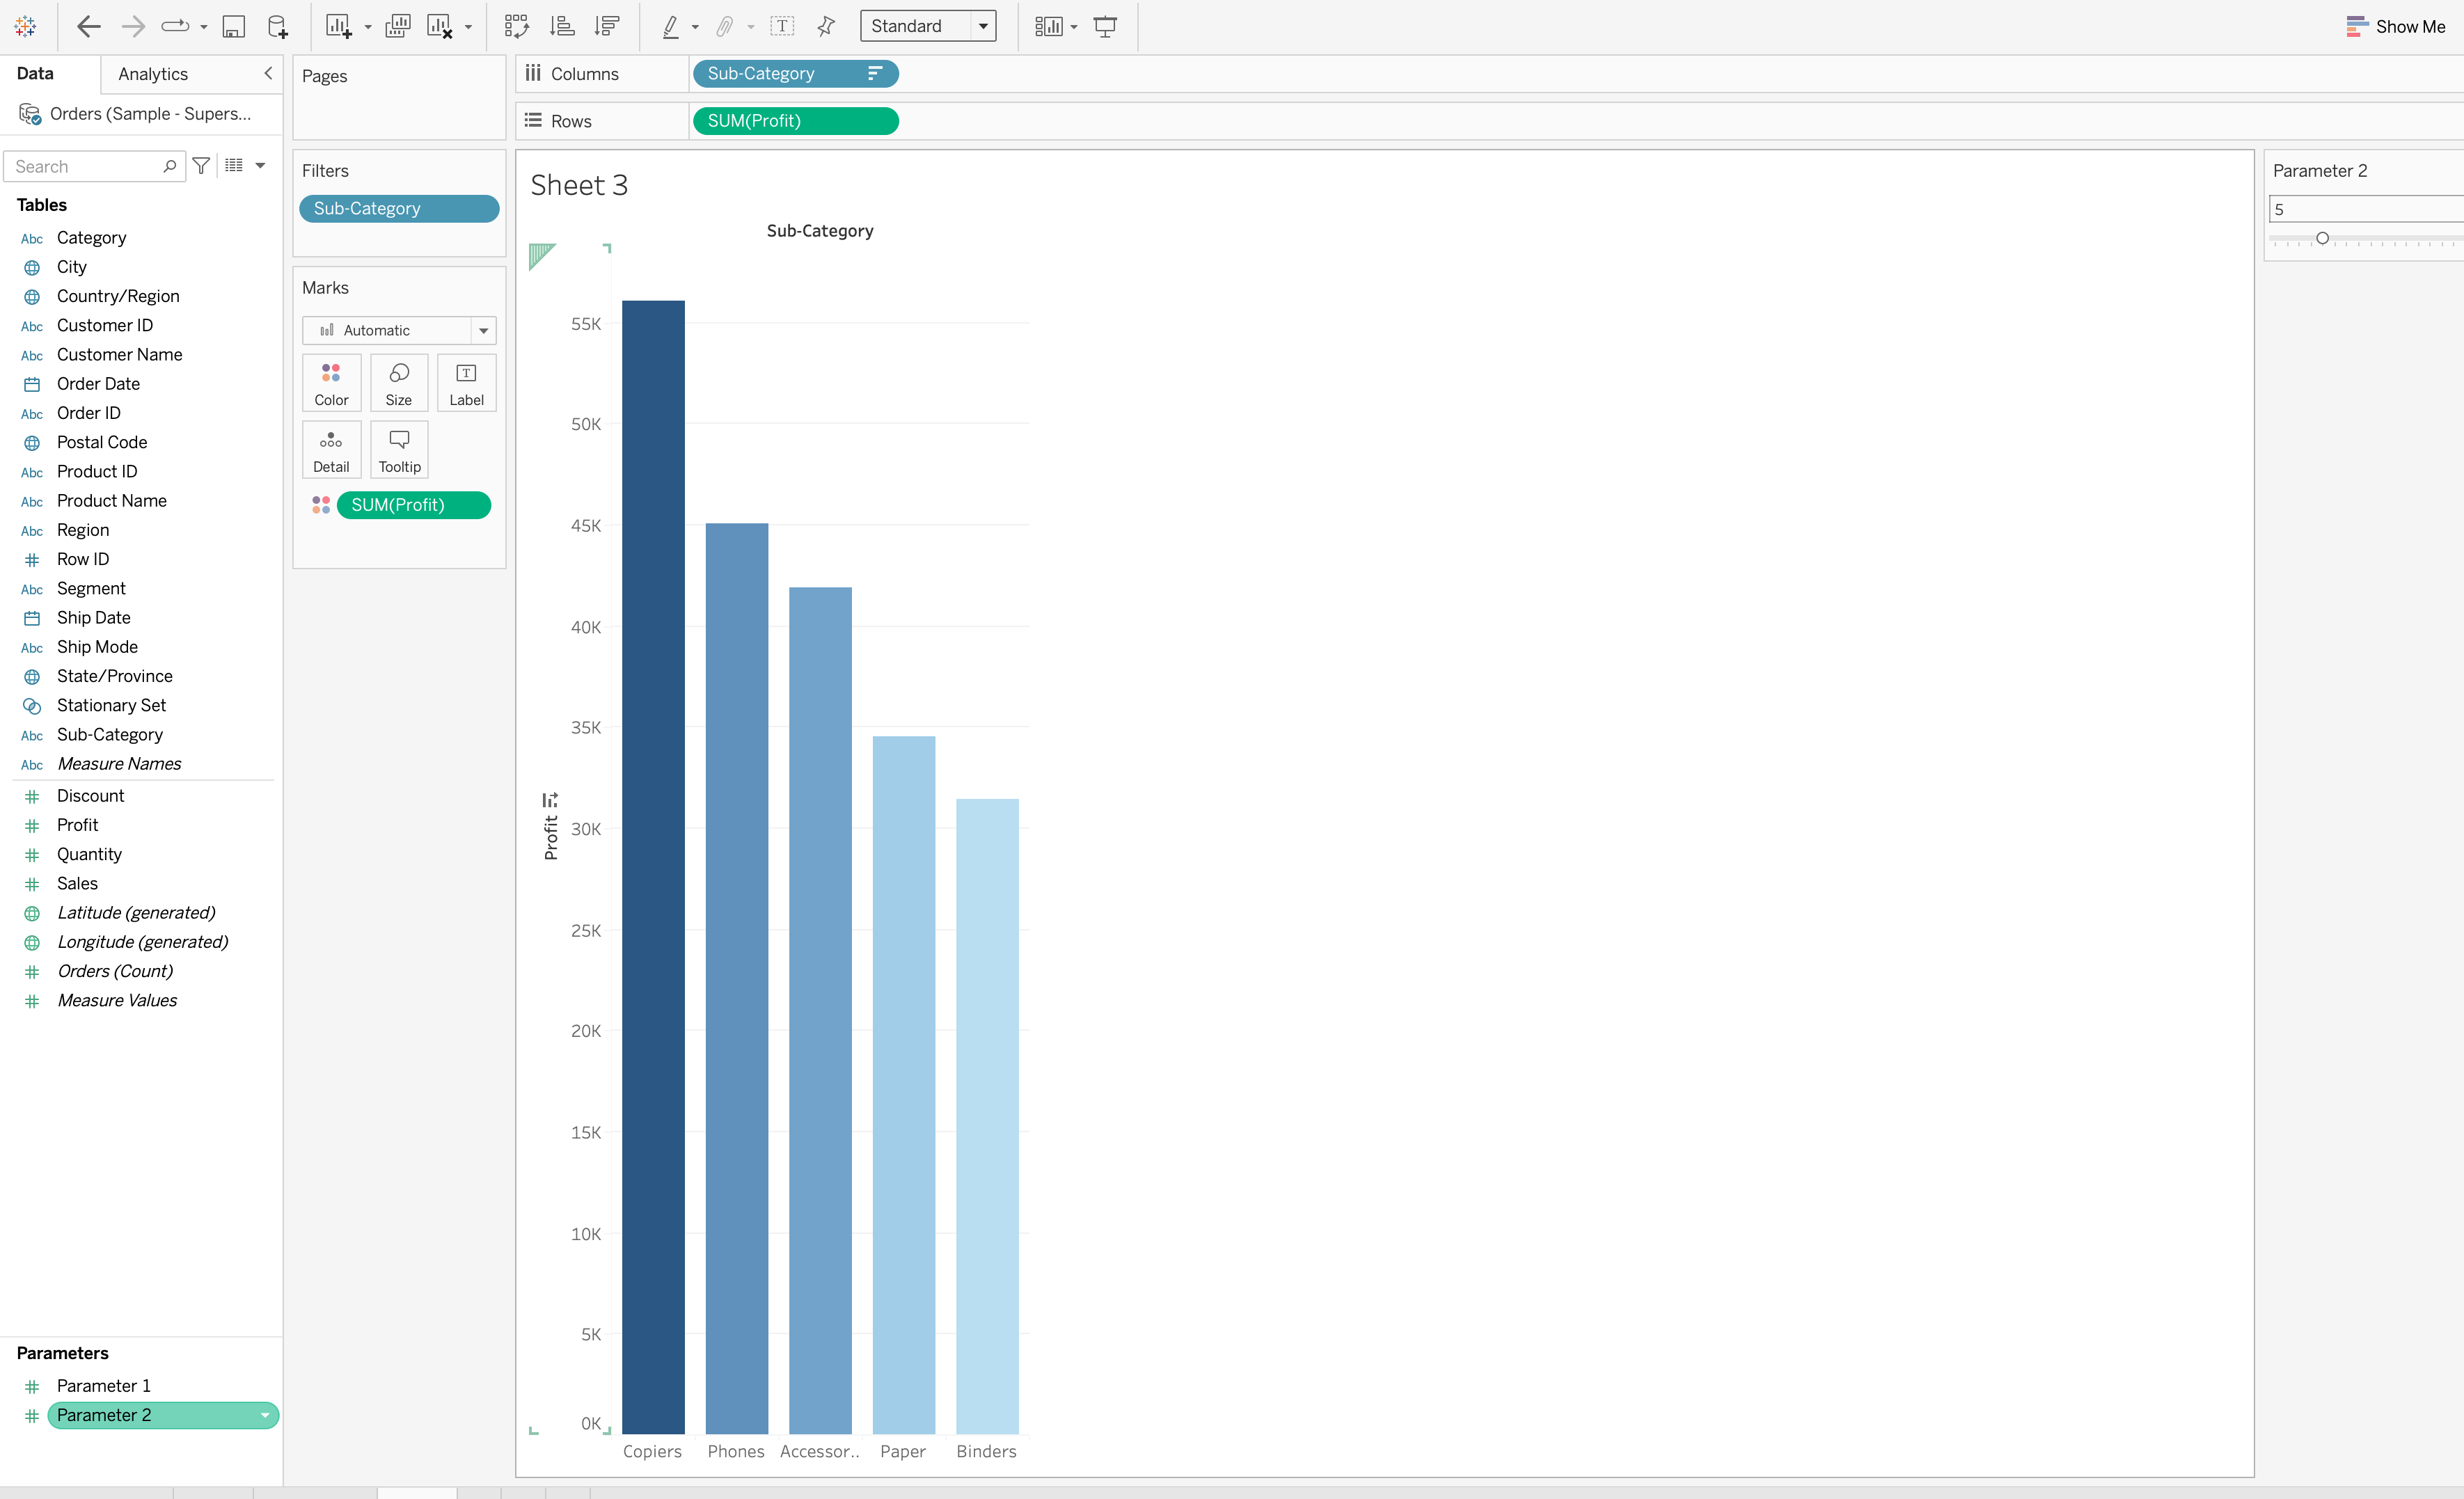 Standard
Show Me
Data
Analytics
Orders (Sample - Supers...
Search
Tables
Abc Category
City
Country/Region
Abc Customer ID
Abc Customer Name
Order Date
Abc Order ID
Postal Code
Abc Product ID
Abc Product Name
Abc Region
Row ID
Abc Segment
Ship Date
Abc Ship Mode
State/Province
Stationary Set
Abc Sub-Category
Abc Measure Names
Discount
Profit
Quantity
Sales
Latitude (generated)
Longitude (generated)
Orders (Count)
Measure Values
Parameters
Parameter 1
Parameter 2
Pages
Filters
Sub-Category
Marks
Automatic
Color Size Label
Detail Tooltip
SUM(Profit)
Columns Sub-Category
Rows SUM(Profit)
Sheet 3
Sub-Category
55K
50K
45K
40K
35K
30K
25K
20K
15K
10K
5K
0K
Profit
Copiers Phones Accessor.. Paper Binders
Parameter 2
5